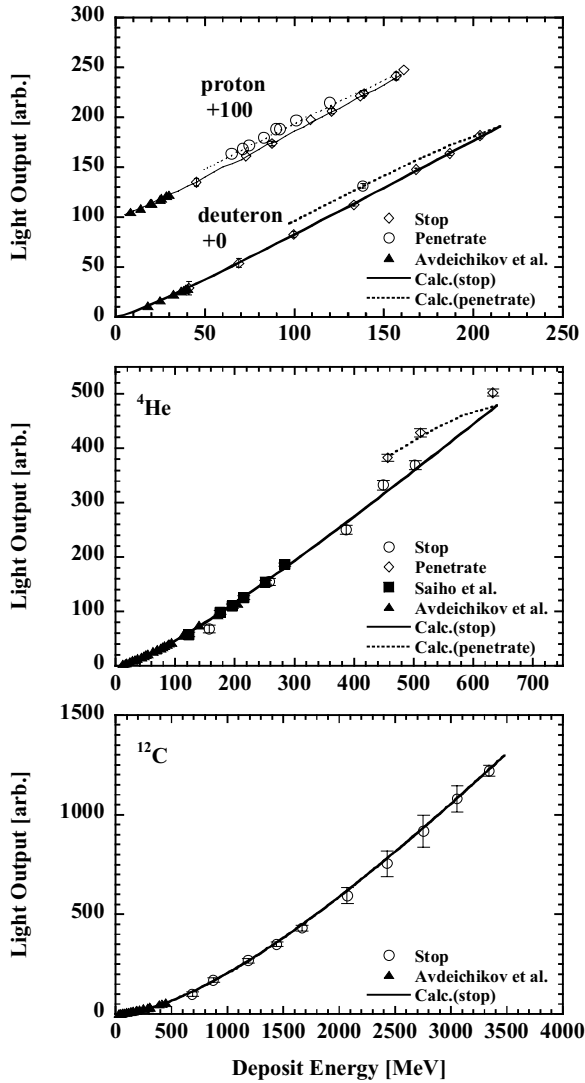 300
250
200
150
100
50
0
Light Output [arb.]
proton
+100
deuteron
+0
Stop
Penetrate
Avdeichikov et al.
Calc.(stop)
Calc.(penetrate)
0 50 100 150 200 250
500
400
300
200
100
0
Light Output [arb.]
4He
Stop
Penetrate
Saiho et al.
Avdeichikov et al.
Calc.(stop)
Calc.(penetrate)
0 100 200 300 400 500 600 700
1500
1000
500
0
Light Output [arb.]
12C
Stop
Avdeichikov et al.
Calc.(stop)
0 500 1000 1500 2000 2500 3000 3500 4000
Deposit Energy [MeV]